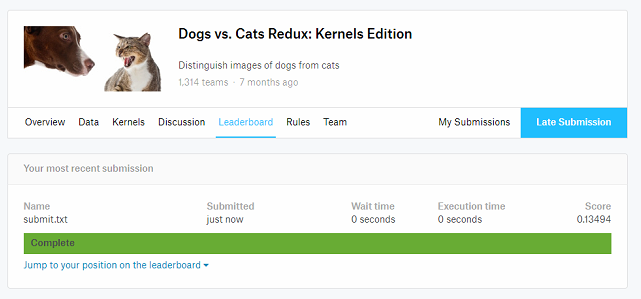 Dogs vs. Cats Redux: Kernels Edition
Distinguish images of dogs from cats
1,314 teams · 7 months ago
Overview Data Kernels Discussion Leaderboard Rules Team My Submissions Late Submission
Your most recent submission
Name Submitted Wait time Execution time Score
submit.txt just now 0 seconds 0 seconds 0.13494
Complete
Jump to your position on the leaderboard